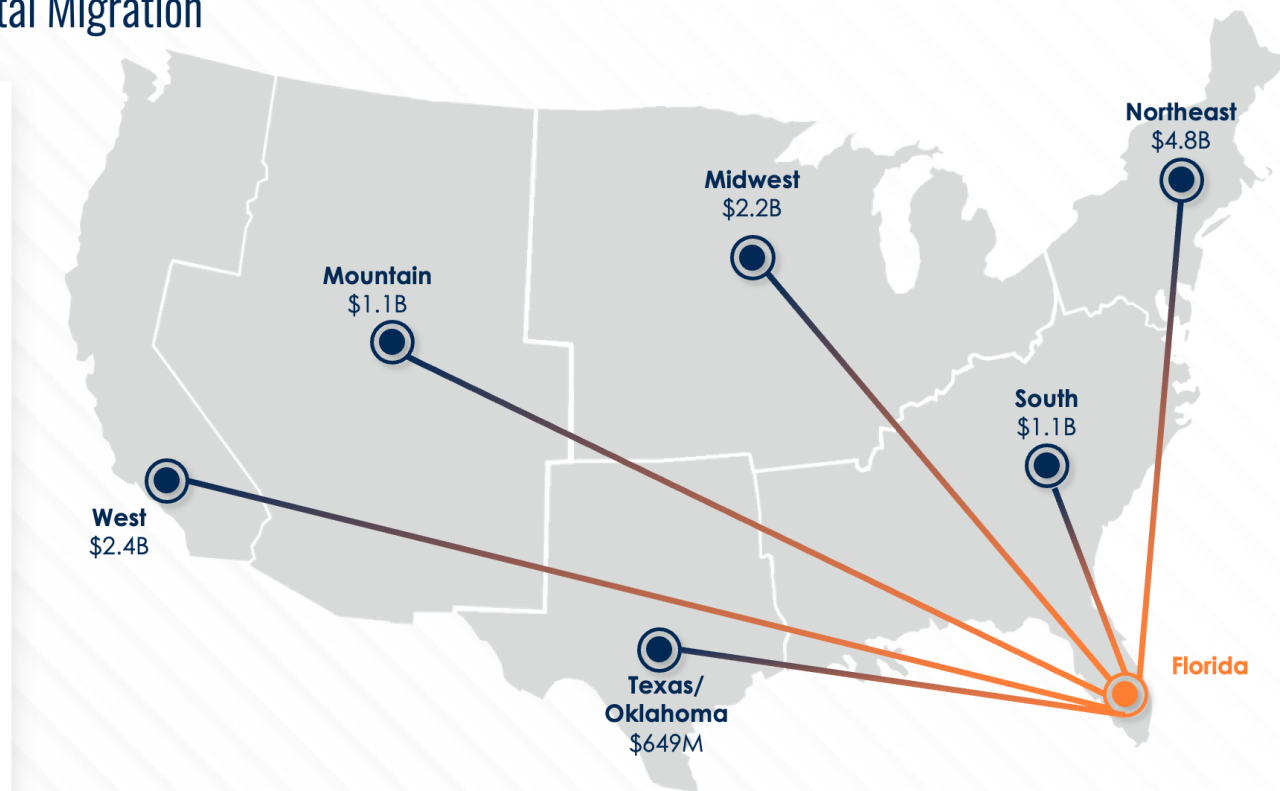 Migration
Northeast
$4.8B
Midwest
$2.2B
Mountain
$1.1B
South
$1.1B
West
$2.4B
Florida
Texas/
Oklahoma
$649M